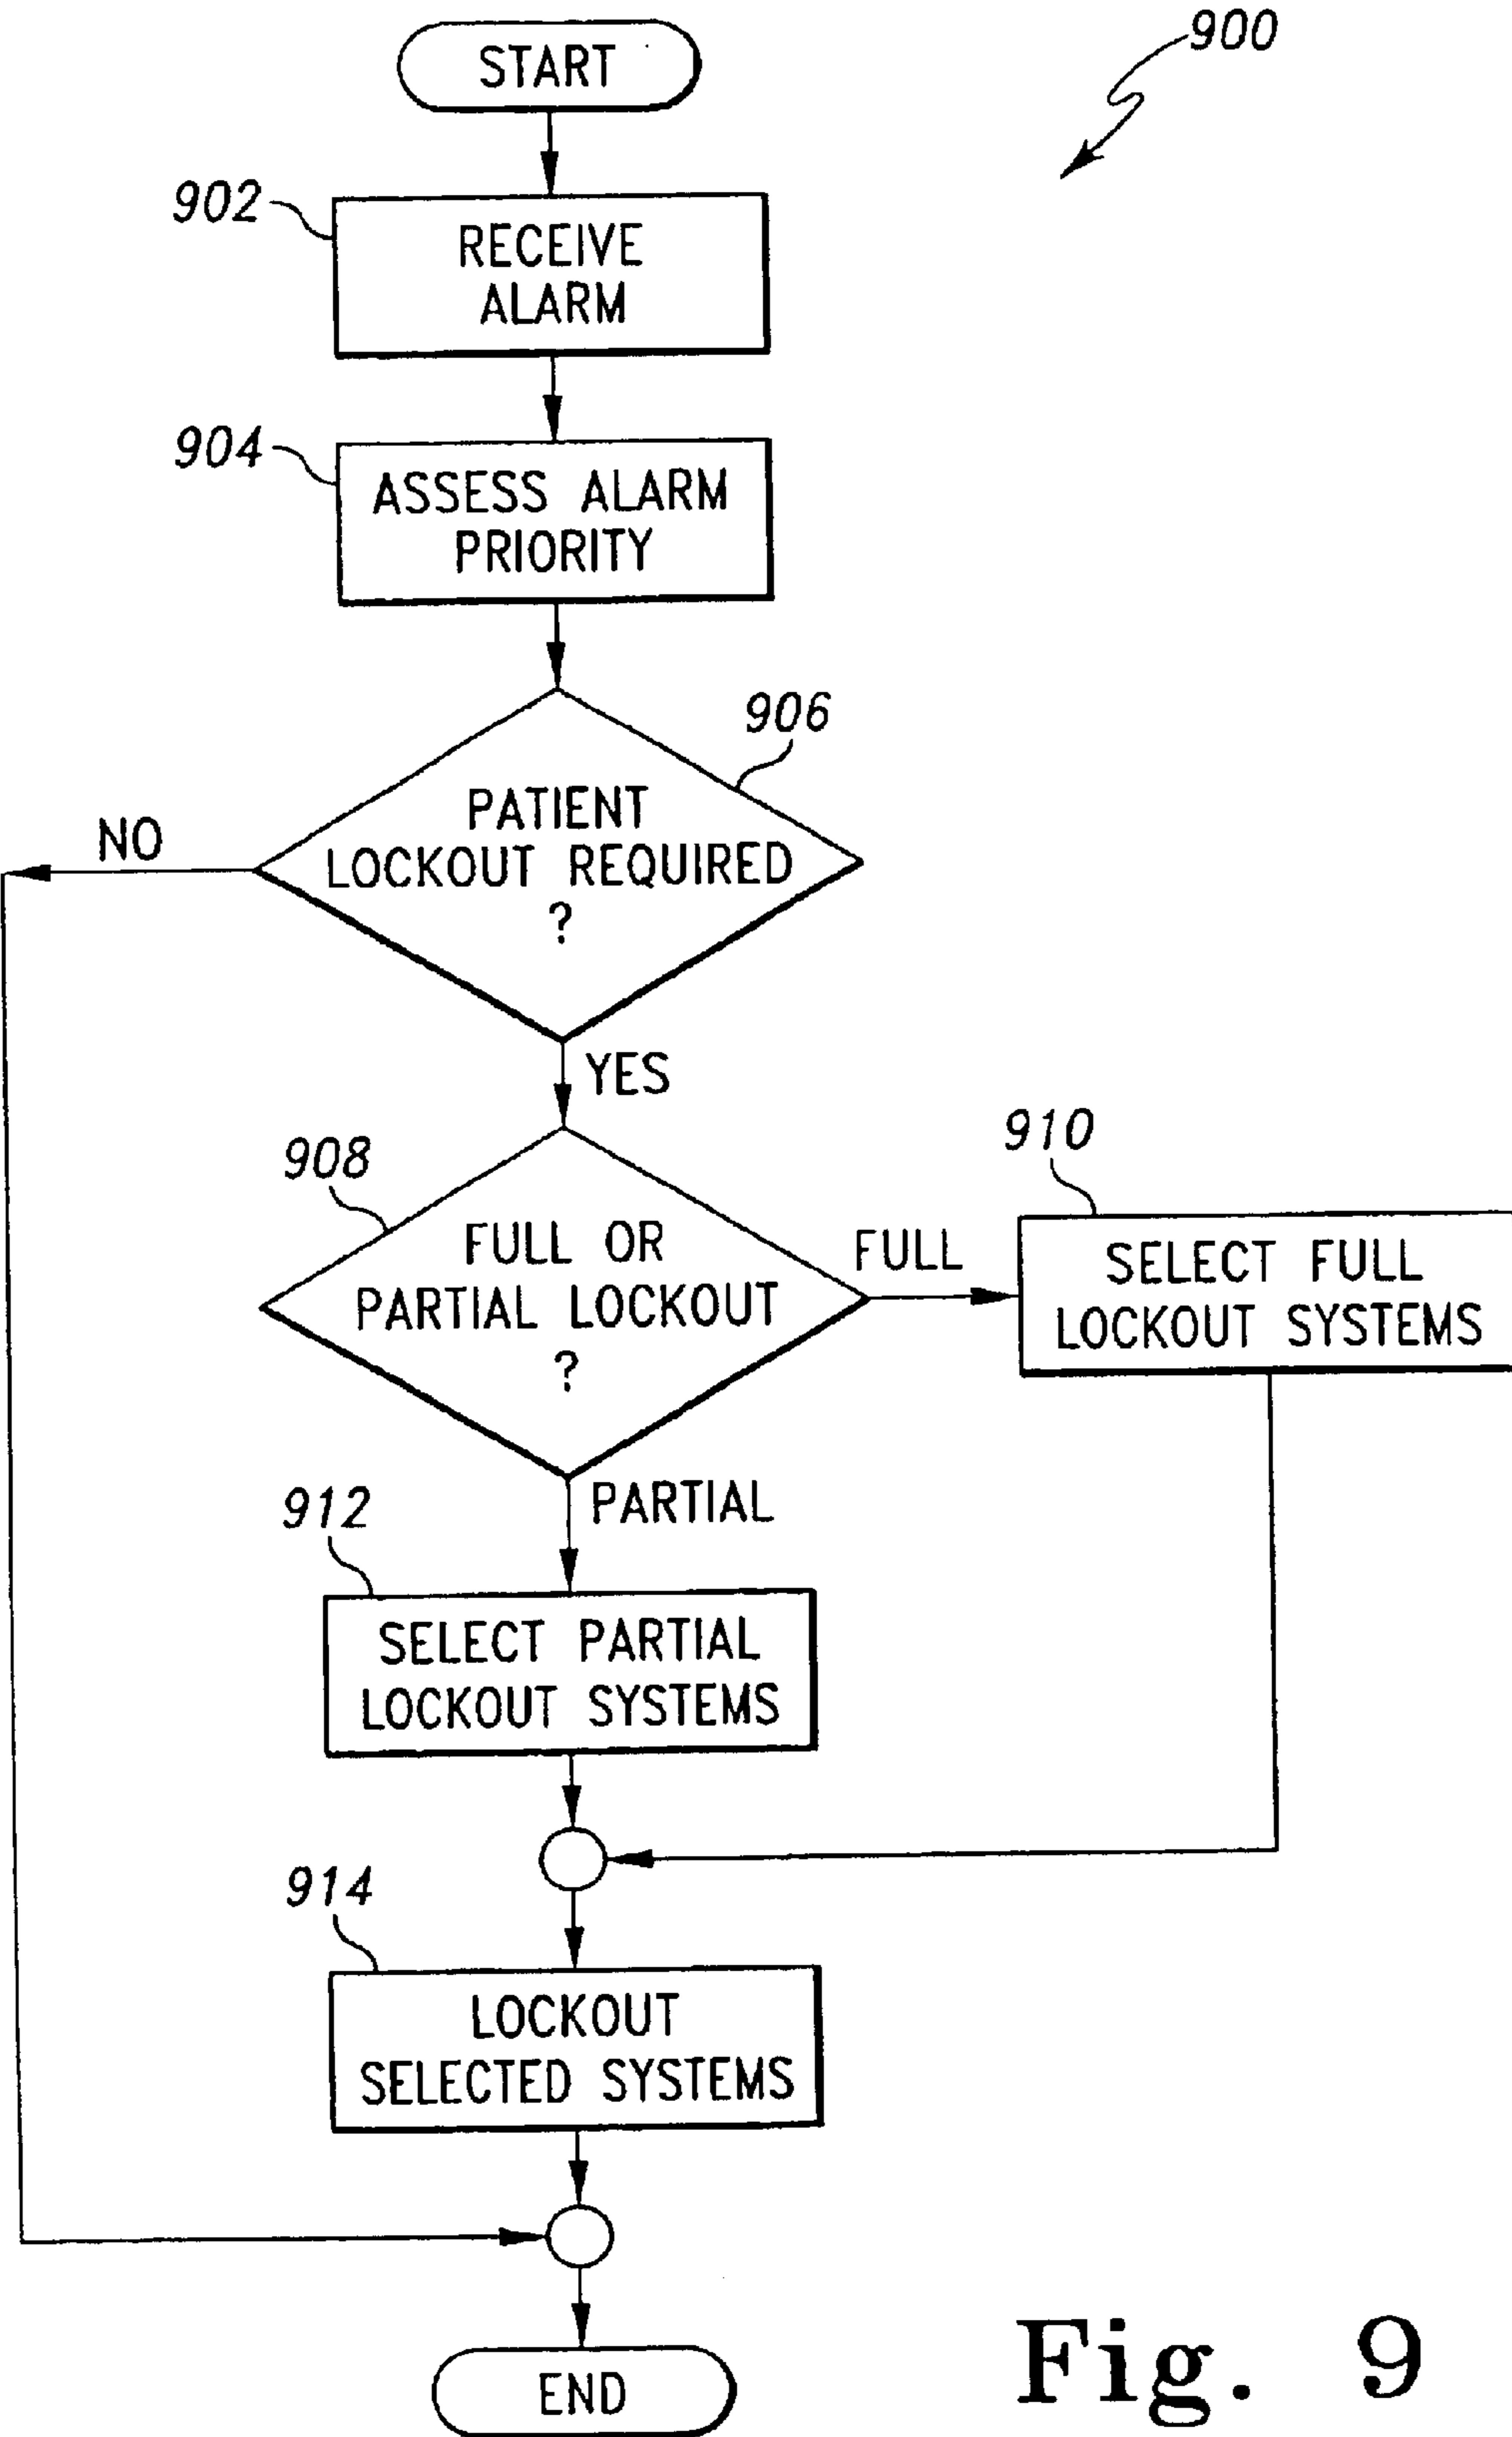 START
900
902
RECEIVE
ALARM
904
ASSESS ALARM
PRIORITY
906
PATIENT
LOCKOUT REQUIRED
?
NO
YES
908
FULL OR
PARTIAL LOCKOUT
?
FULL
910
SELECT FULL
LOCKOUT SYSTEMS
PARTIAL
912
SELECT PARTIAL
LOCKOUT SYSTEMS
914
LOCKOUT
SELECTED SYSTEMS
END
Fig. 9